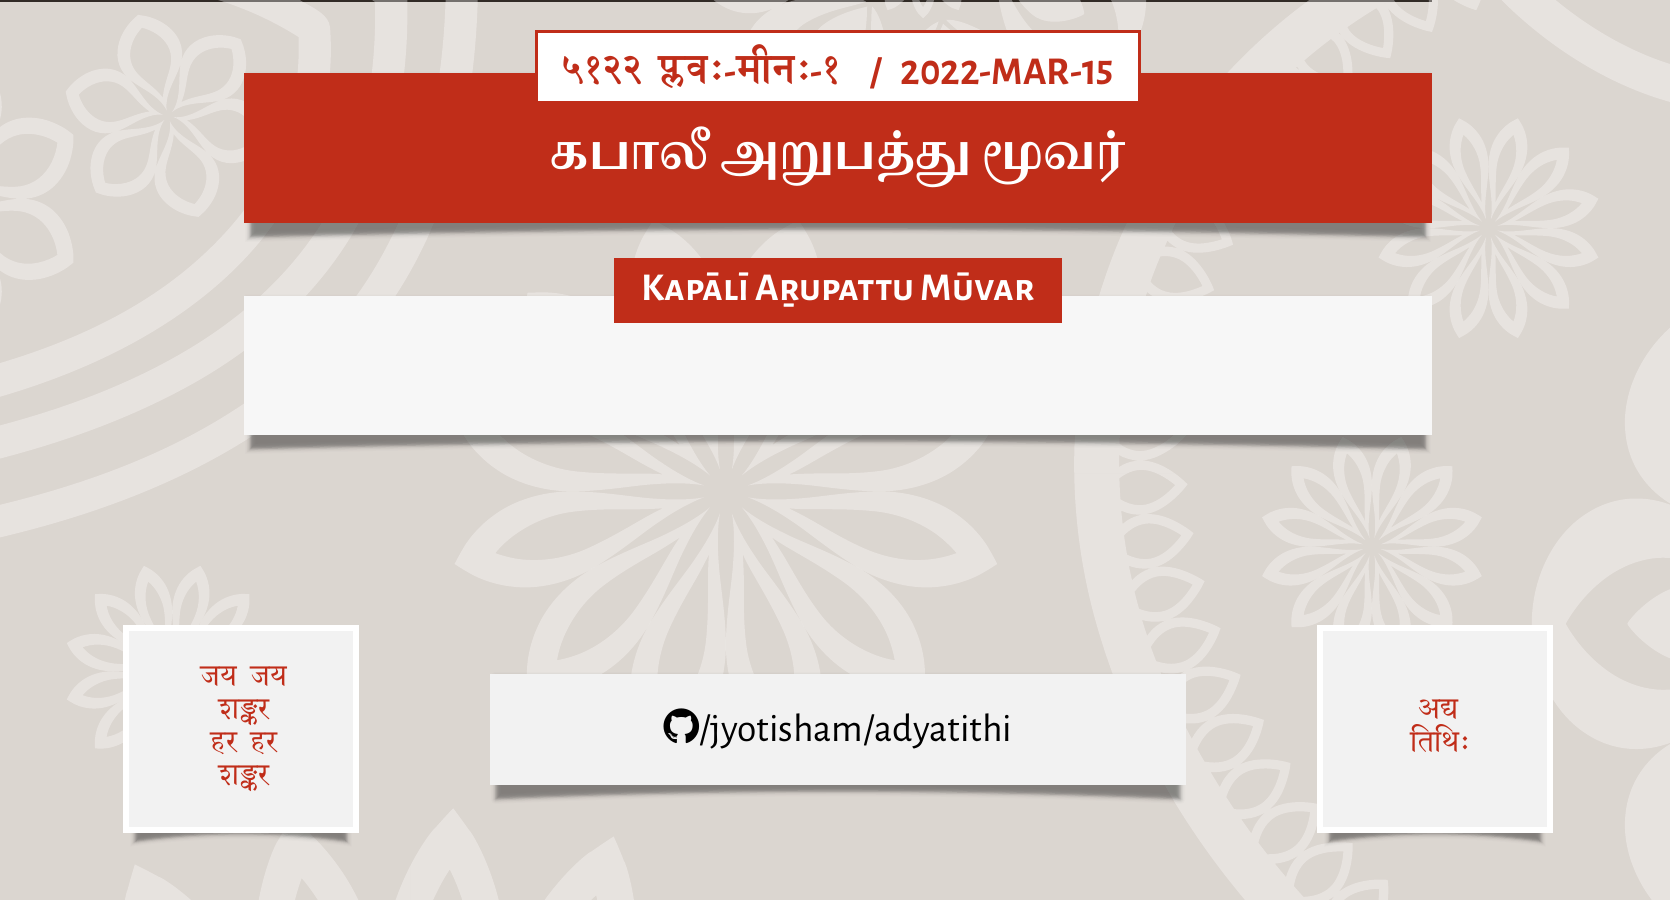 ५१२२ प्लवः-मीनः-१ / 2022-MAR-15
கபாலீ அறுபத்து மூவர்
Kapālī Aṟupattu Mūvar
जय जय
शङ्कर
हर हर
शङ्कर
/jyotisham/adyatithi
अद्य
तिथिः